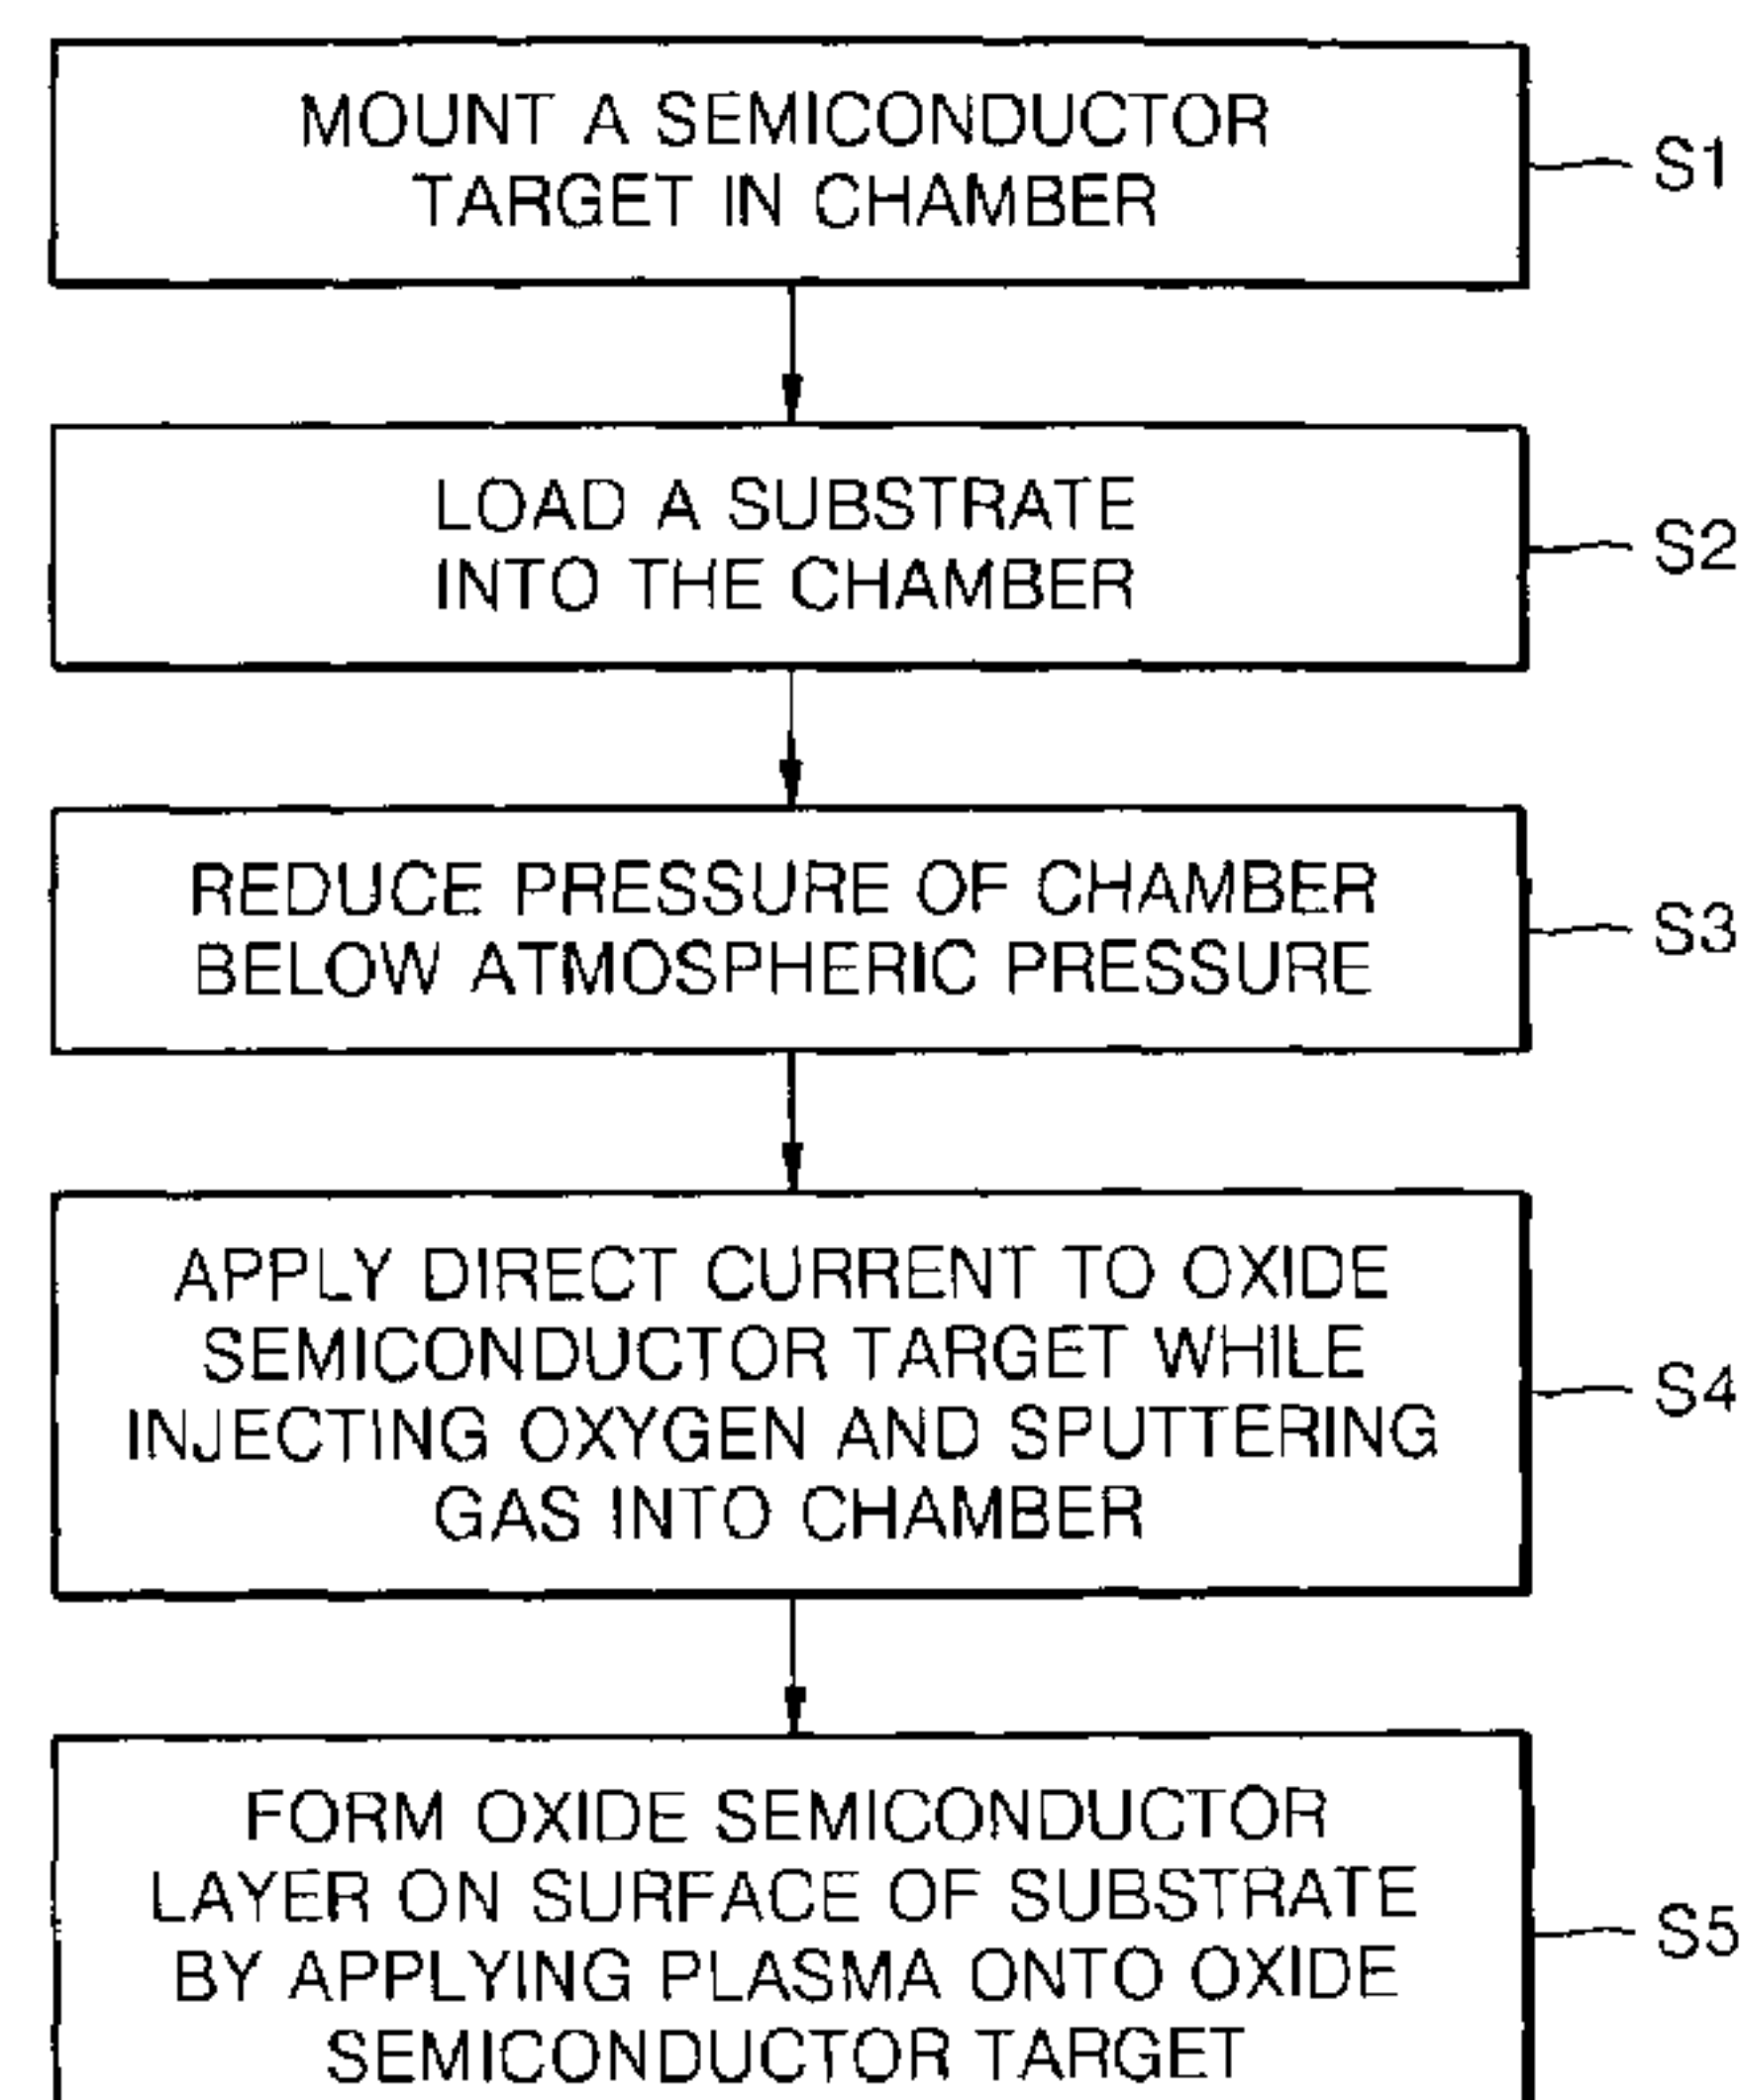 MOUNT A SEMICONDUCTOR
TARGET IN CHAMBER
S1
LOAD A SUBSTRATE
INTO THE CHAMBER
S2
REDUCE PRESSURE OF CHAMBER
BELOW ATMOSPHERIC PRESSURE
S3
APPLY DIRECT CURRENT TO OXIDE
SEMICONDUCTOR TARGET WHILE
INJECTING OXYGEN AND SPUTTERING
GAS INTO CHAMBER
S4
FORM OXIDE SEMICONDUCTOR
LAYER ON SURFACE OF SUBSTRATE
BY APPLYING PLASMA ONTO OXIDE
SEMICONDUCTOR TARGET
S5